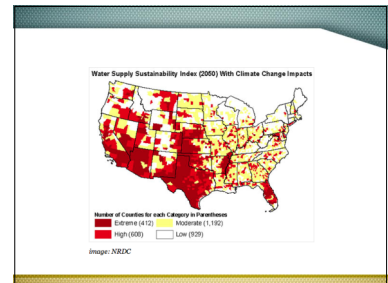 Water Supply Sustainability Index (2050) With Climate Change Impacts
Number of Counties for each Category in Parentheses
Extreme (412) Moderate (1,192)
High (608) Low (929)
image: NRDC